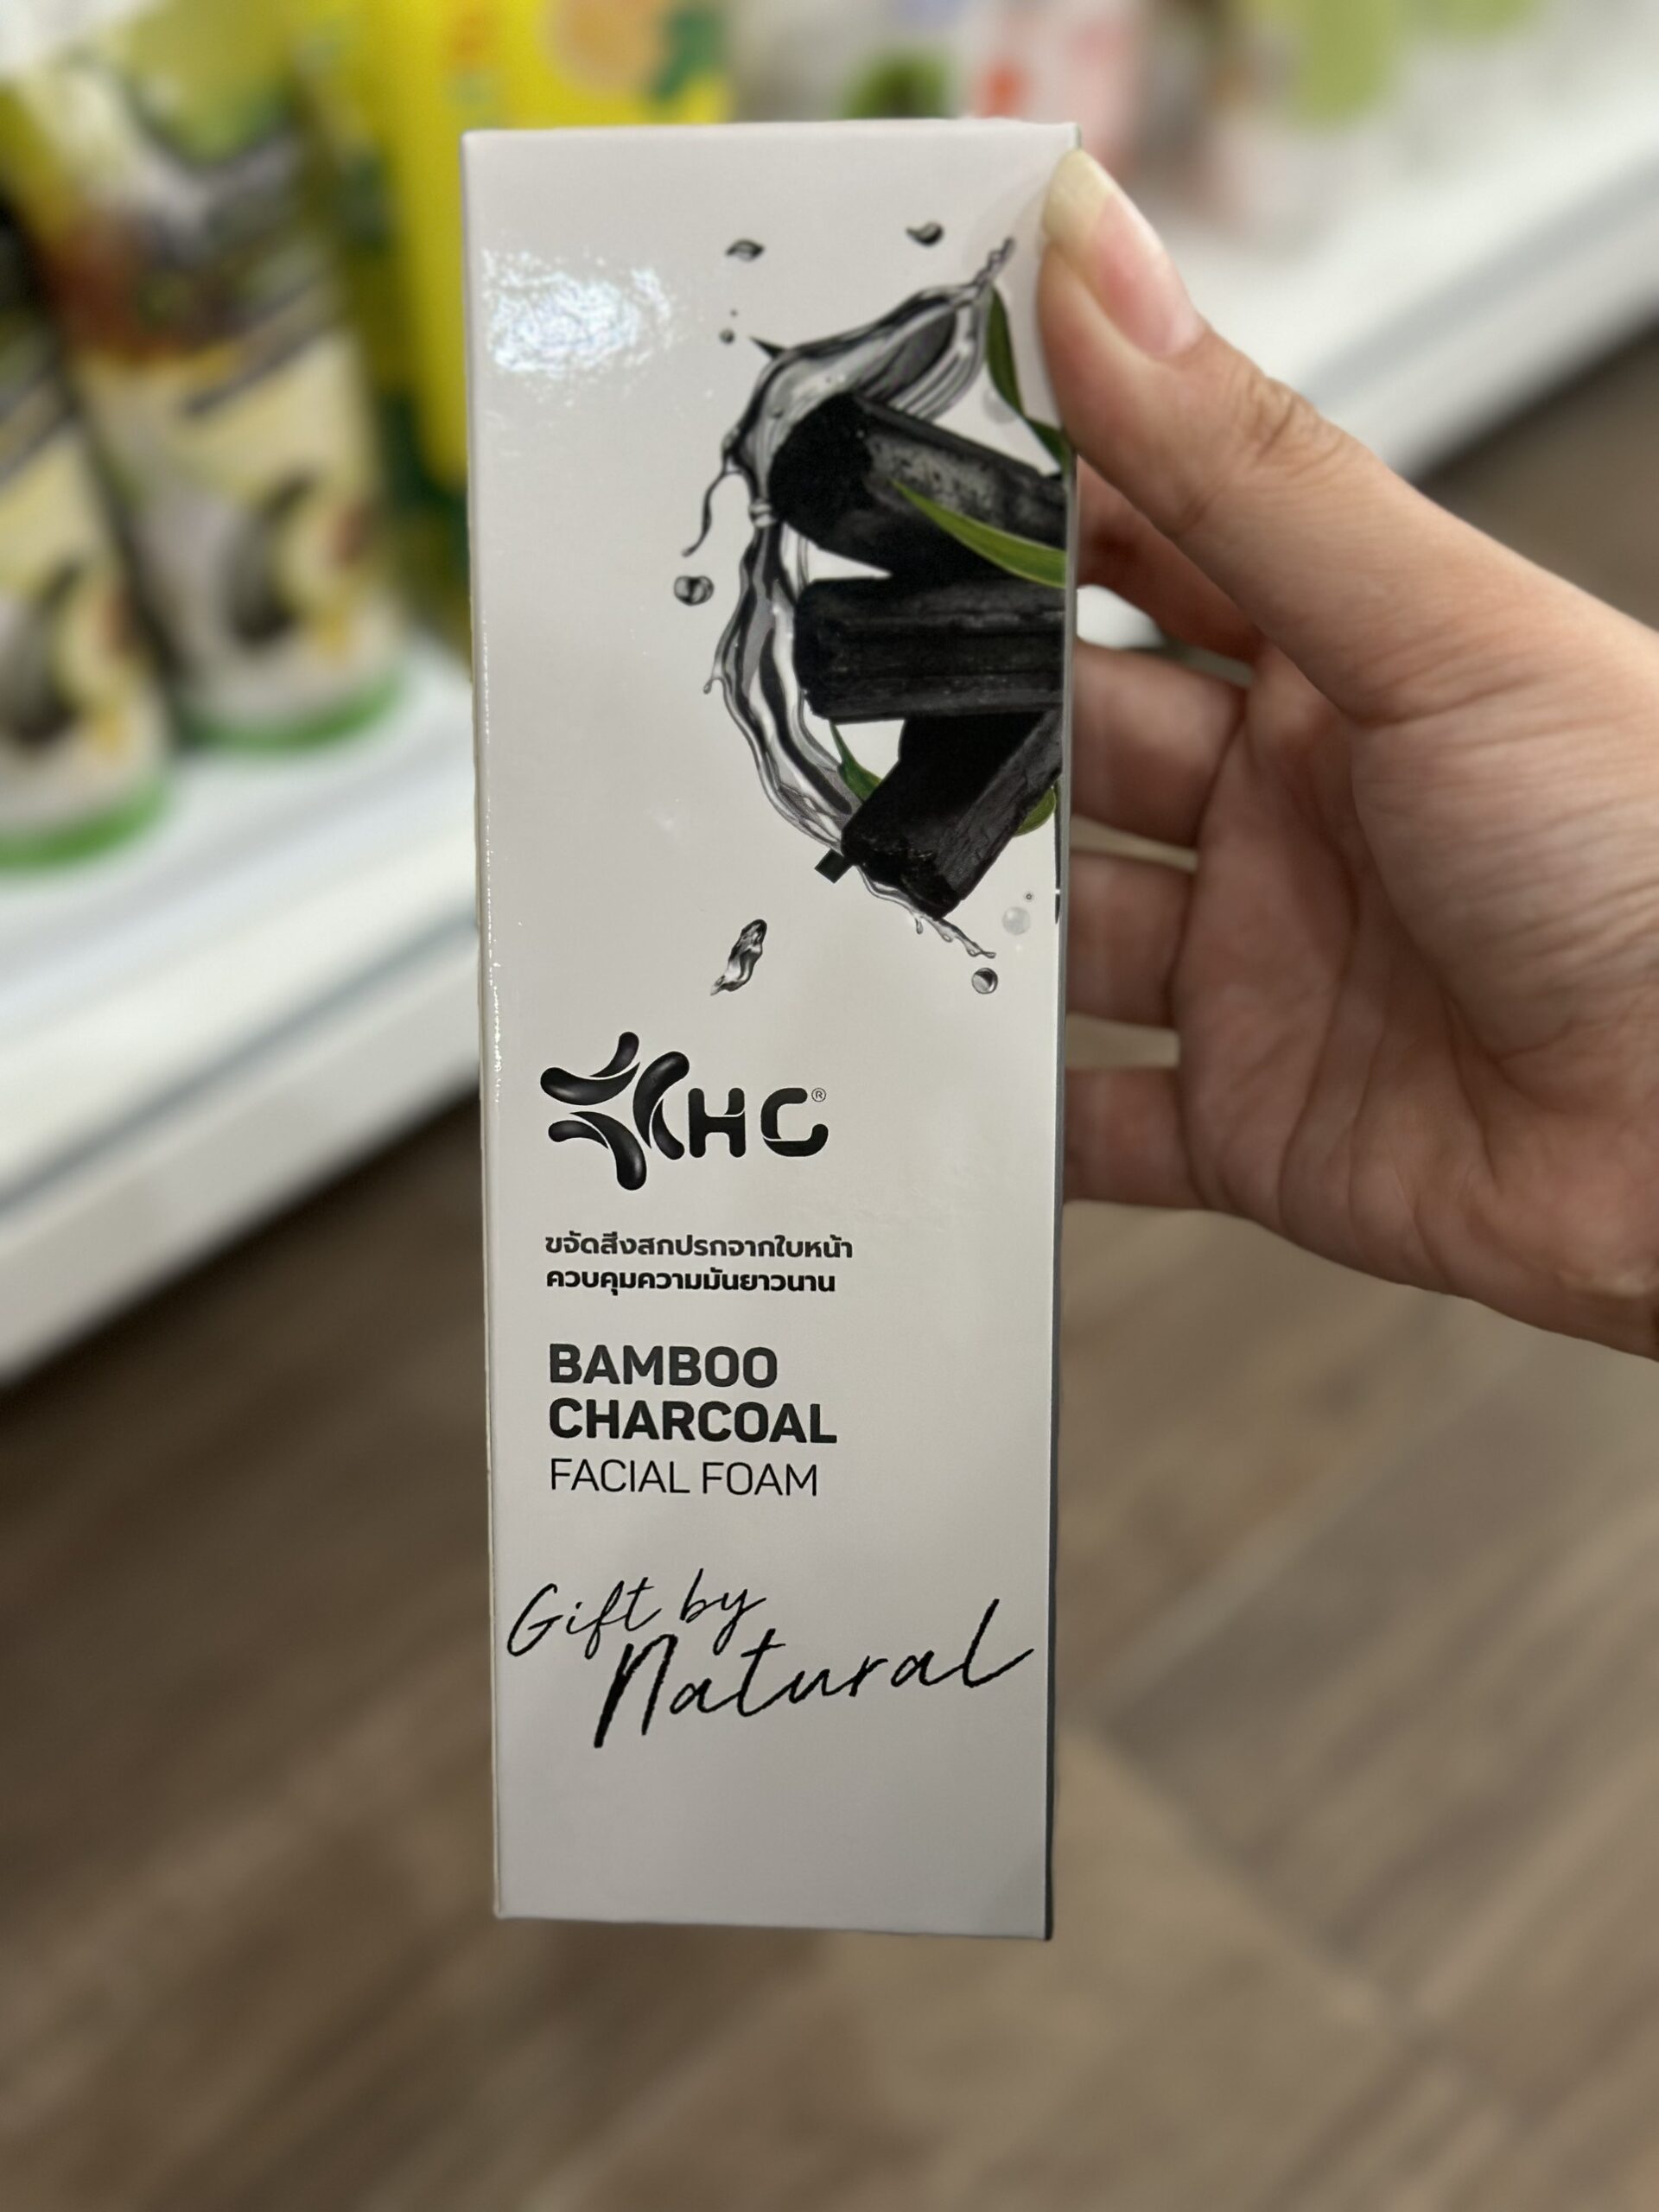 HC®
ขจัดสิ่งสกปรกจากใบหน้า
ควบคุมความมันยาวนาน
BAMBOO
CHARCOAL
FACIAL FOAM
Gift by
Natural